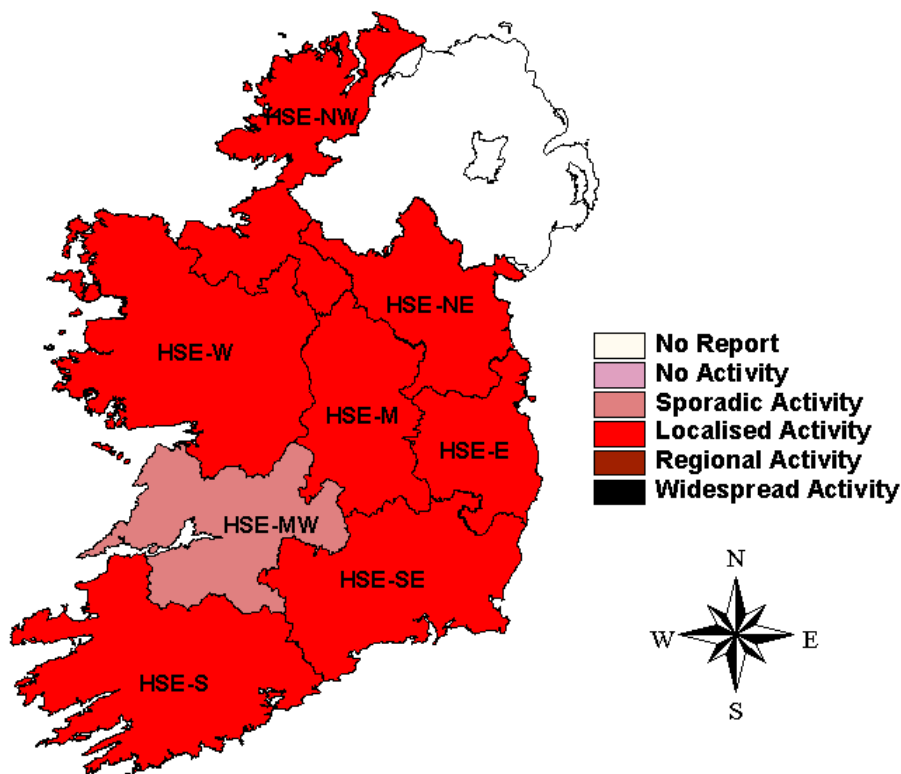 HSE-NW
HSE-NE
HSE-W
HSE-M
HSE-E
HSE-MW
HSE-SE
HSE-S
No Report
No Activity
Sporadic Activity
Localised Activity
Regional Activity
Widespread Activity
N
W E
S